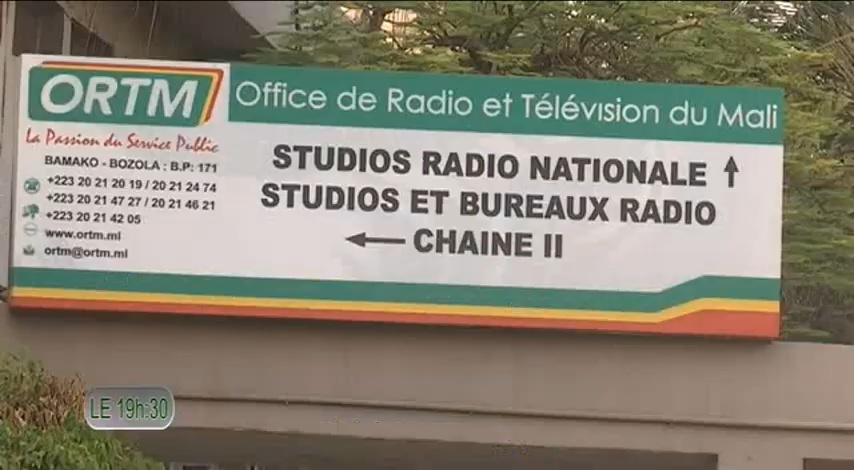 ORTM
Office de Radio et Télévision du Mali
La Passion du Service Public
BAMAKO - BOZOLA : B.P: 171
+223 20 21 20 19 / 20 21 24 74
+223 20 21 47 27 / 20 21 46 21
+223 20 21 42 05
www.ortm.ml
ortm@ortm.ml
STUDIOS RADIO NATIONALE ↑
STUDIOS ET BUREAUX RADIO
← CHAINE II
LE 19h:30